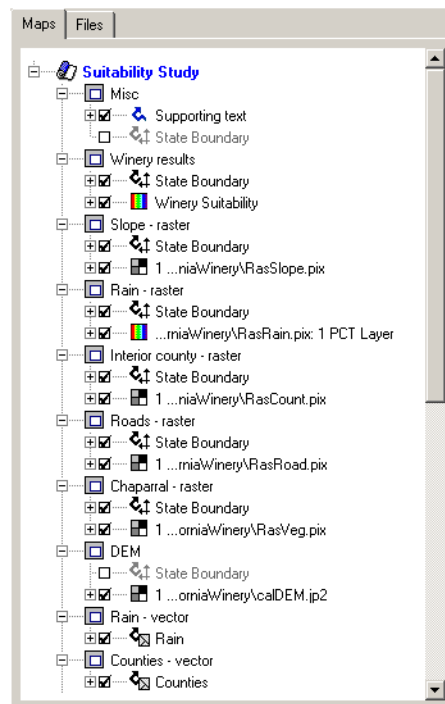 Maps Files
Suitability Study
Misc
Supporting text
State Boundary
Winery results
State Boundary
Winery Suitability
Slope - raster
State Boundary
1 ...niaWinery\RasSlope.pix
Rain - raster
State Boundary
...rniaWinery\RasRain.pix: 1 PCT Layer
Interior county - raster
State Boundary
1 ...niaWinery\RasCount.pix
Roads - raster
State Boundary
1 ...rniaWinery\RasRoad.pix
Chaparral - raster
State Boundary
1 ...orniaWinery\RasVeg.pix
DEM
State Boundary
1 ...orniaWinery\calDEM.jp2
Rain - vector
Rain
Counties - vector
Counties